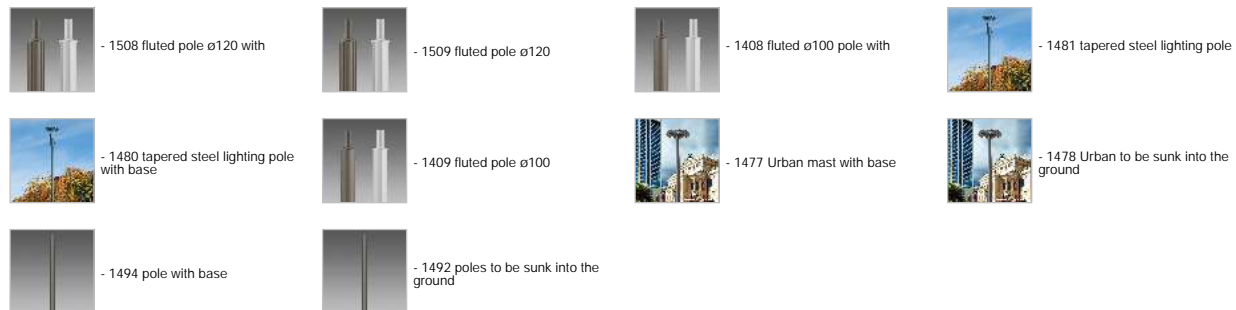 - 1508 fluted pole ø120 with
- 1509 fluted pole ø120
- 1408 fluted ø100 pole with
- 1481 tapered steel lighting pole
- 1480 tapered steel lighting pole
with base
- 1409 fluted pole ø100
- 1477 Urban mast with base
- 1478 Urban to be sunk into the
ground
- 1494 pole with base
- 1492 poles to be sunk into the
ground